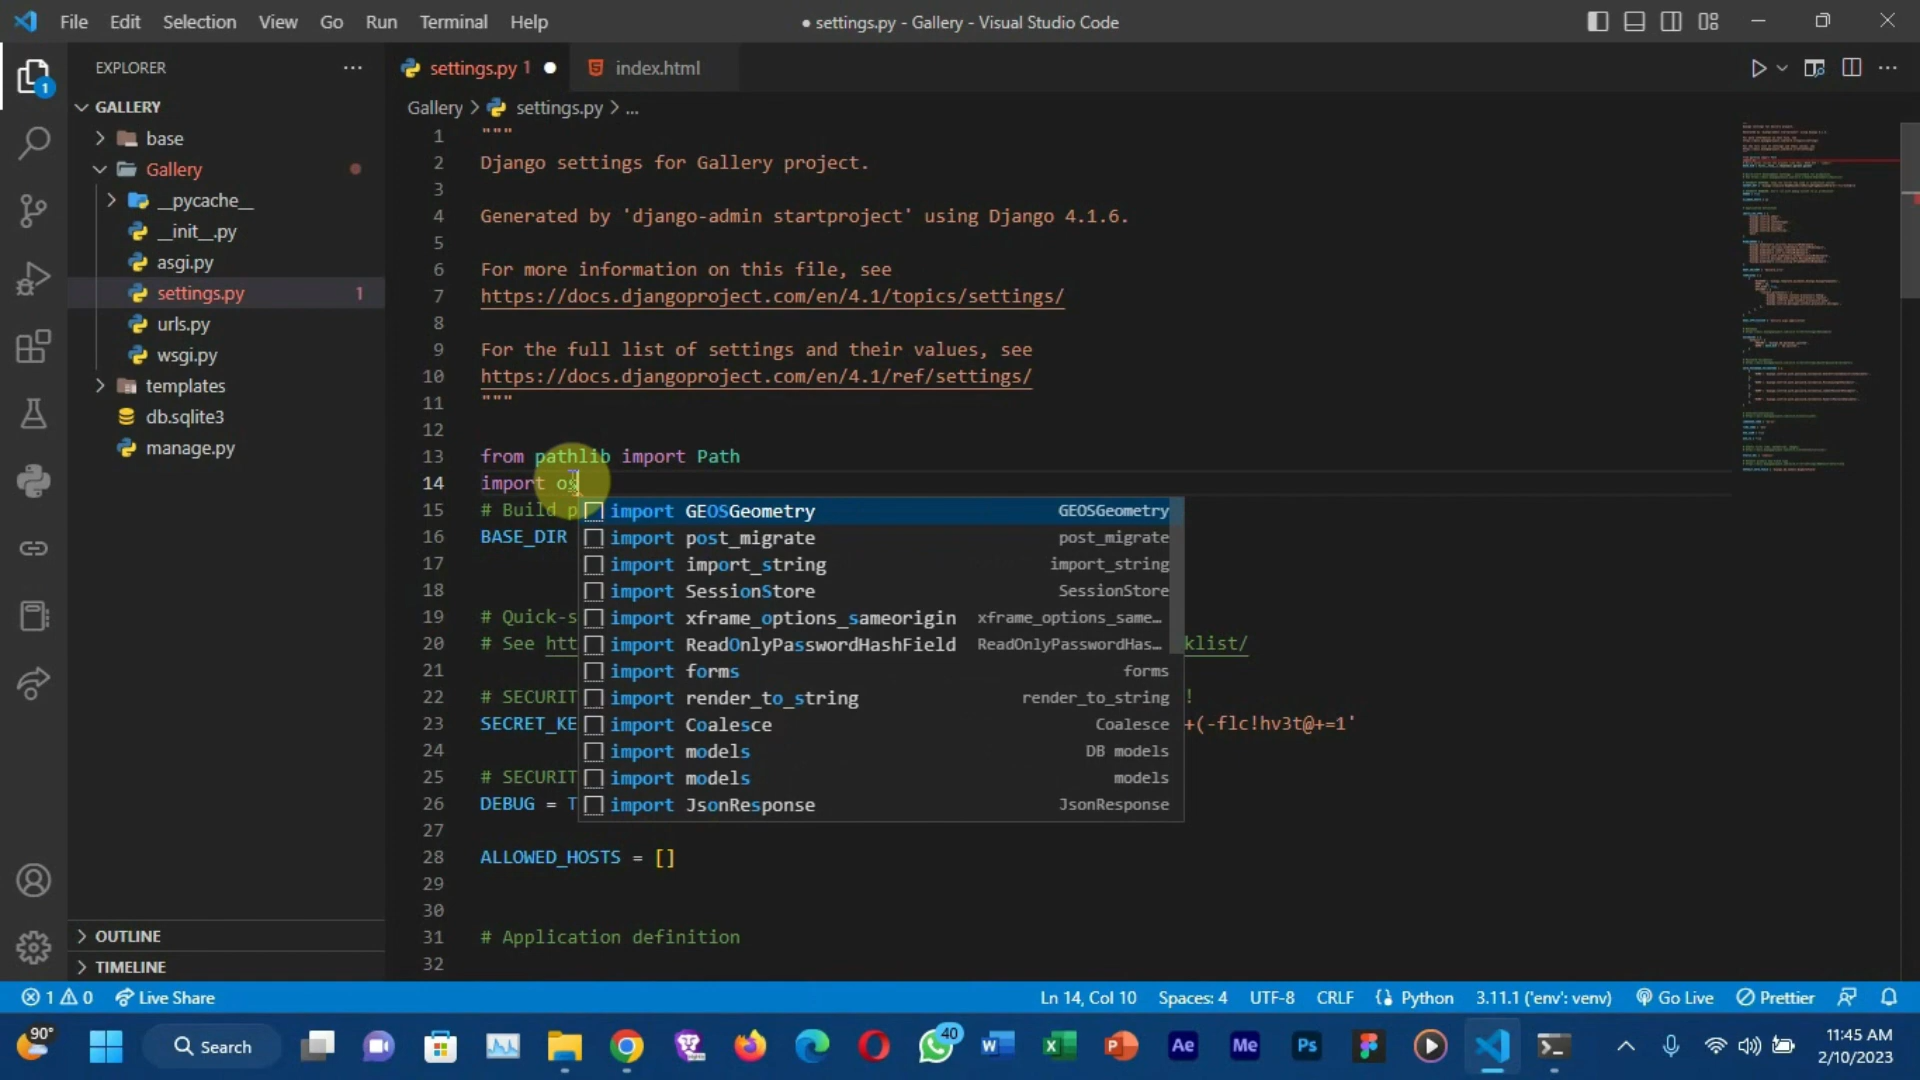 File Edit Selection View Go Run Terminal Help
● settings.py - Gallery - Visual Studio Code
EXPLORER
settings.py 1
index.html
GALLERY
Gallery > settings.py > ...
base
Gallery
__pycache__
__init__.py
asgi.py
settings.py 1
urls.py
wsgi.py
templates
db.sqlite3
manage.py
1 """
2 Django settings for Gallery project.
3
4 Generated by 'django-admin startproject' using Django 4.1.6.
5
6 For more information on this file, see
7 https://docs.djangoproject.com/en/4.1/topics/settings/
8
9 For the full list of settings and their values, see
10 https://docs.djangoproject.com/en/4.1/ref/settings/
11 """
12
13 from pathlib import Path
14 import os
15 # Build p
16 BASE_DIR
17
18
19 # Quick-s
20 # See htt klist/
21
22 # SECURIT !
23 SECRET_KE +(-flc!hv3t@+=1'
24
25 # SECURIT
26 DEBUG = T
27
28 ALLOWED_HOSTS = []
29
30
31 # Application definition
32
import GEOSGeometry GEOSGeometry
import post_migrate post_migrate
import import_string import_string
import SessionStore SessionStore
import xframe_options_sameorigin xframe_options_same…
import ReadOnlyPasswordHashField ReadOnlyPasswordHas…
import forms forms
import render_to_string render_to_string
import Coalesce Coalesce
import models DB models
import models models
import JsonResponse JsonResponse
OUTLINE
TIMELINE
1 0 Live Share
Ln 14, Col 10 Spaces: 4 UTF-8 CRLF Python 3.11.1 ('env': venv) Go Live Prettier
90°
Search
40
Ae
Me
Ps
11:45 AM
2/10/2023